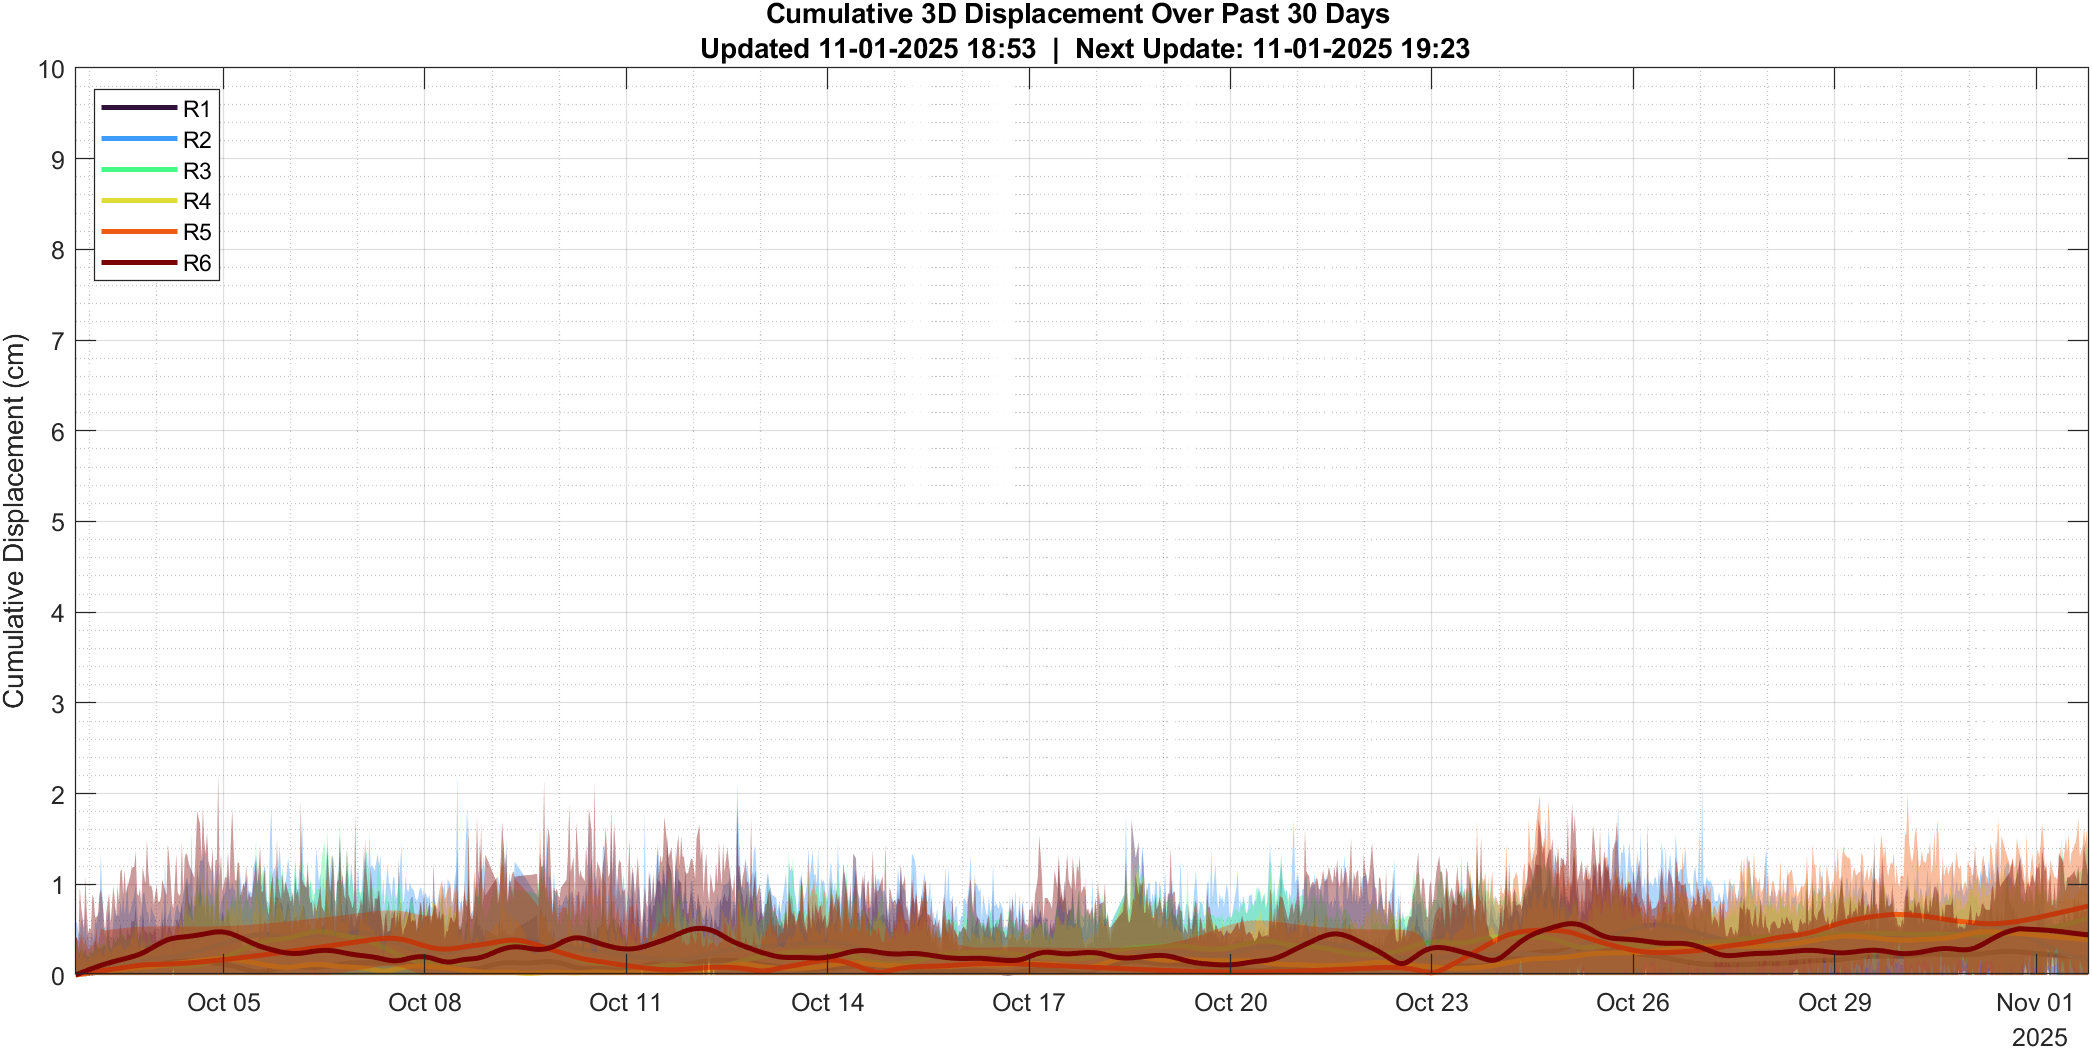 Cumulative 3D Displacement Over Past 30 Days
Updated 11-01-2025 18:53 | Next Update: 11-01-2025 19:23
Cumulative Displacement (cm)
10
9
8
7
6
5
4
3
2
1
0
R1
R2
R3
R4
R5
R6
Oct 05
Oct 08
Oct 11
Oct 14
Oct 17
Oct 20
Oct 23
Oct 26
Oct 29
Nov 01
2025